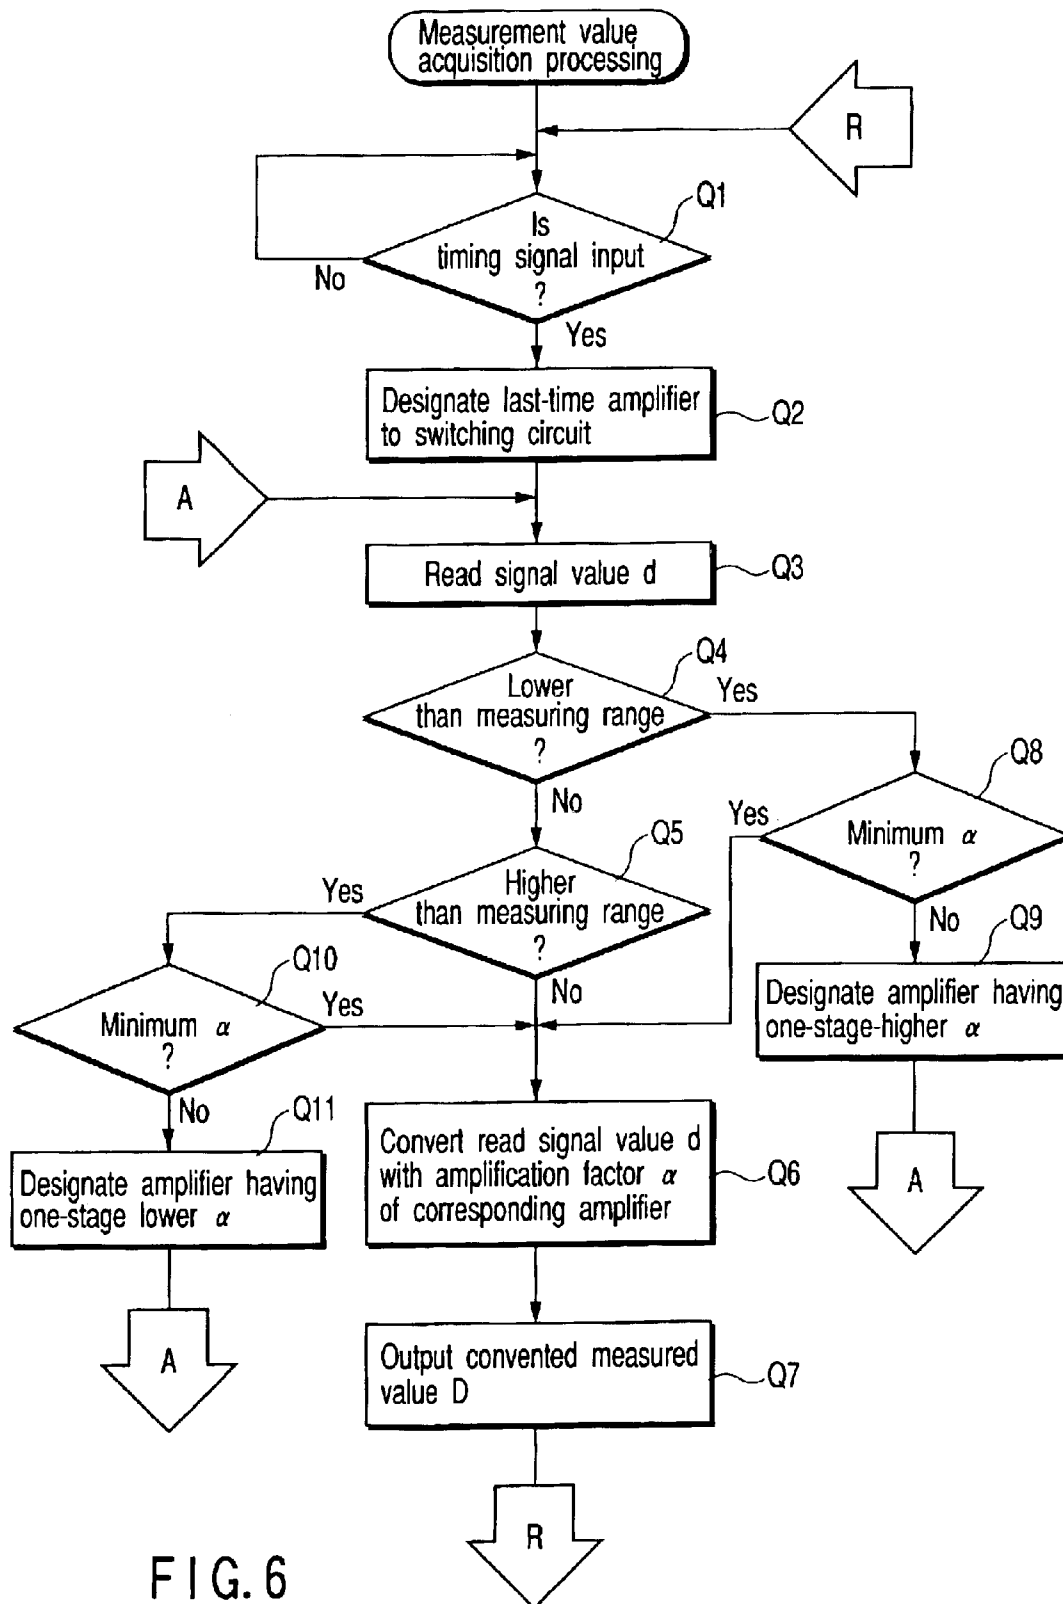 Measurement value
acquisition processing
R
Q1
Is
timing signal input
?
No
Yes
Designate last-time amplifier
to switching circuit
Q2
A
Read signal value d
Q3
Q4
Lower
than measuring range
?
Yes
No
Q8
Yes
Minimum α
?
No
Q5
Yes
Higher
than measuring range
?
No
Q9
Designate amplifier having
one-stage-higher α
Q10
Yes
Minimum α
?
No
Q11
Designate amplifier having
one-stage lower α
Convert read signal value d
with amplification factor α
of corresponding amplifier
Q6
A
A
Output convented measured
value D
Q7
R
FIG. 6